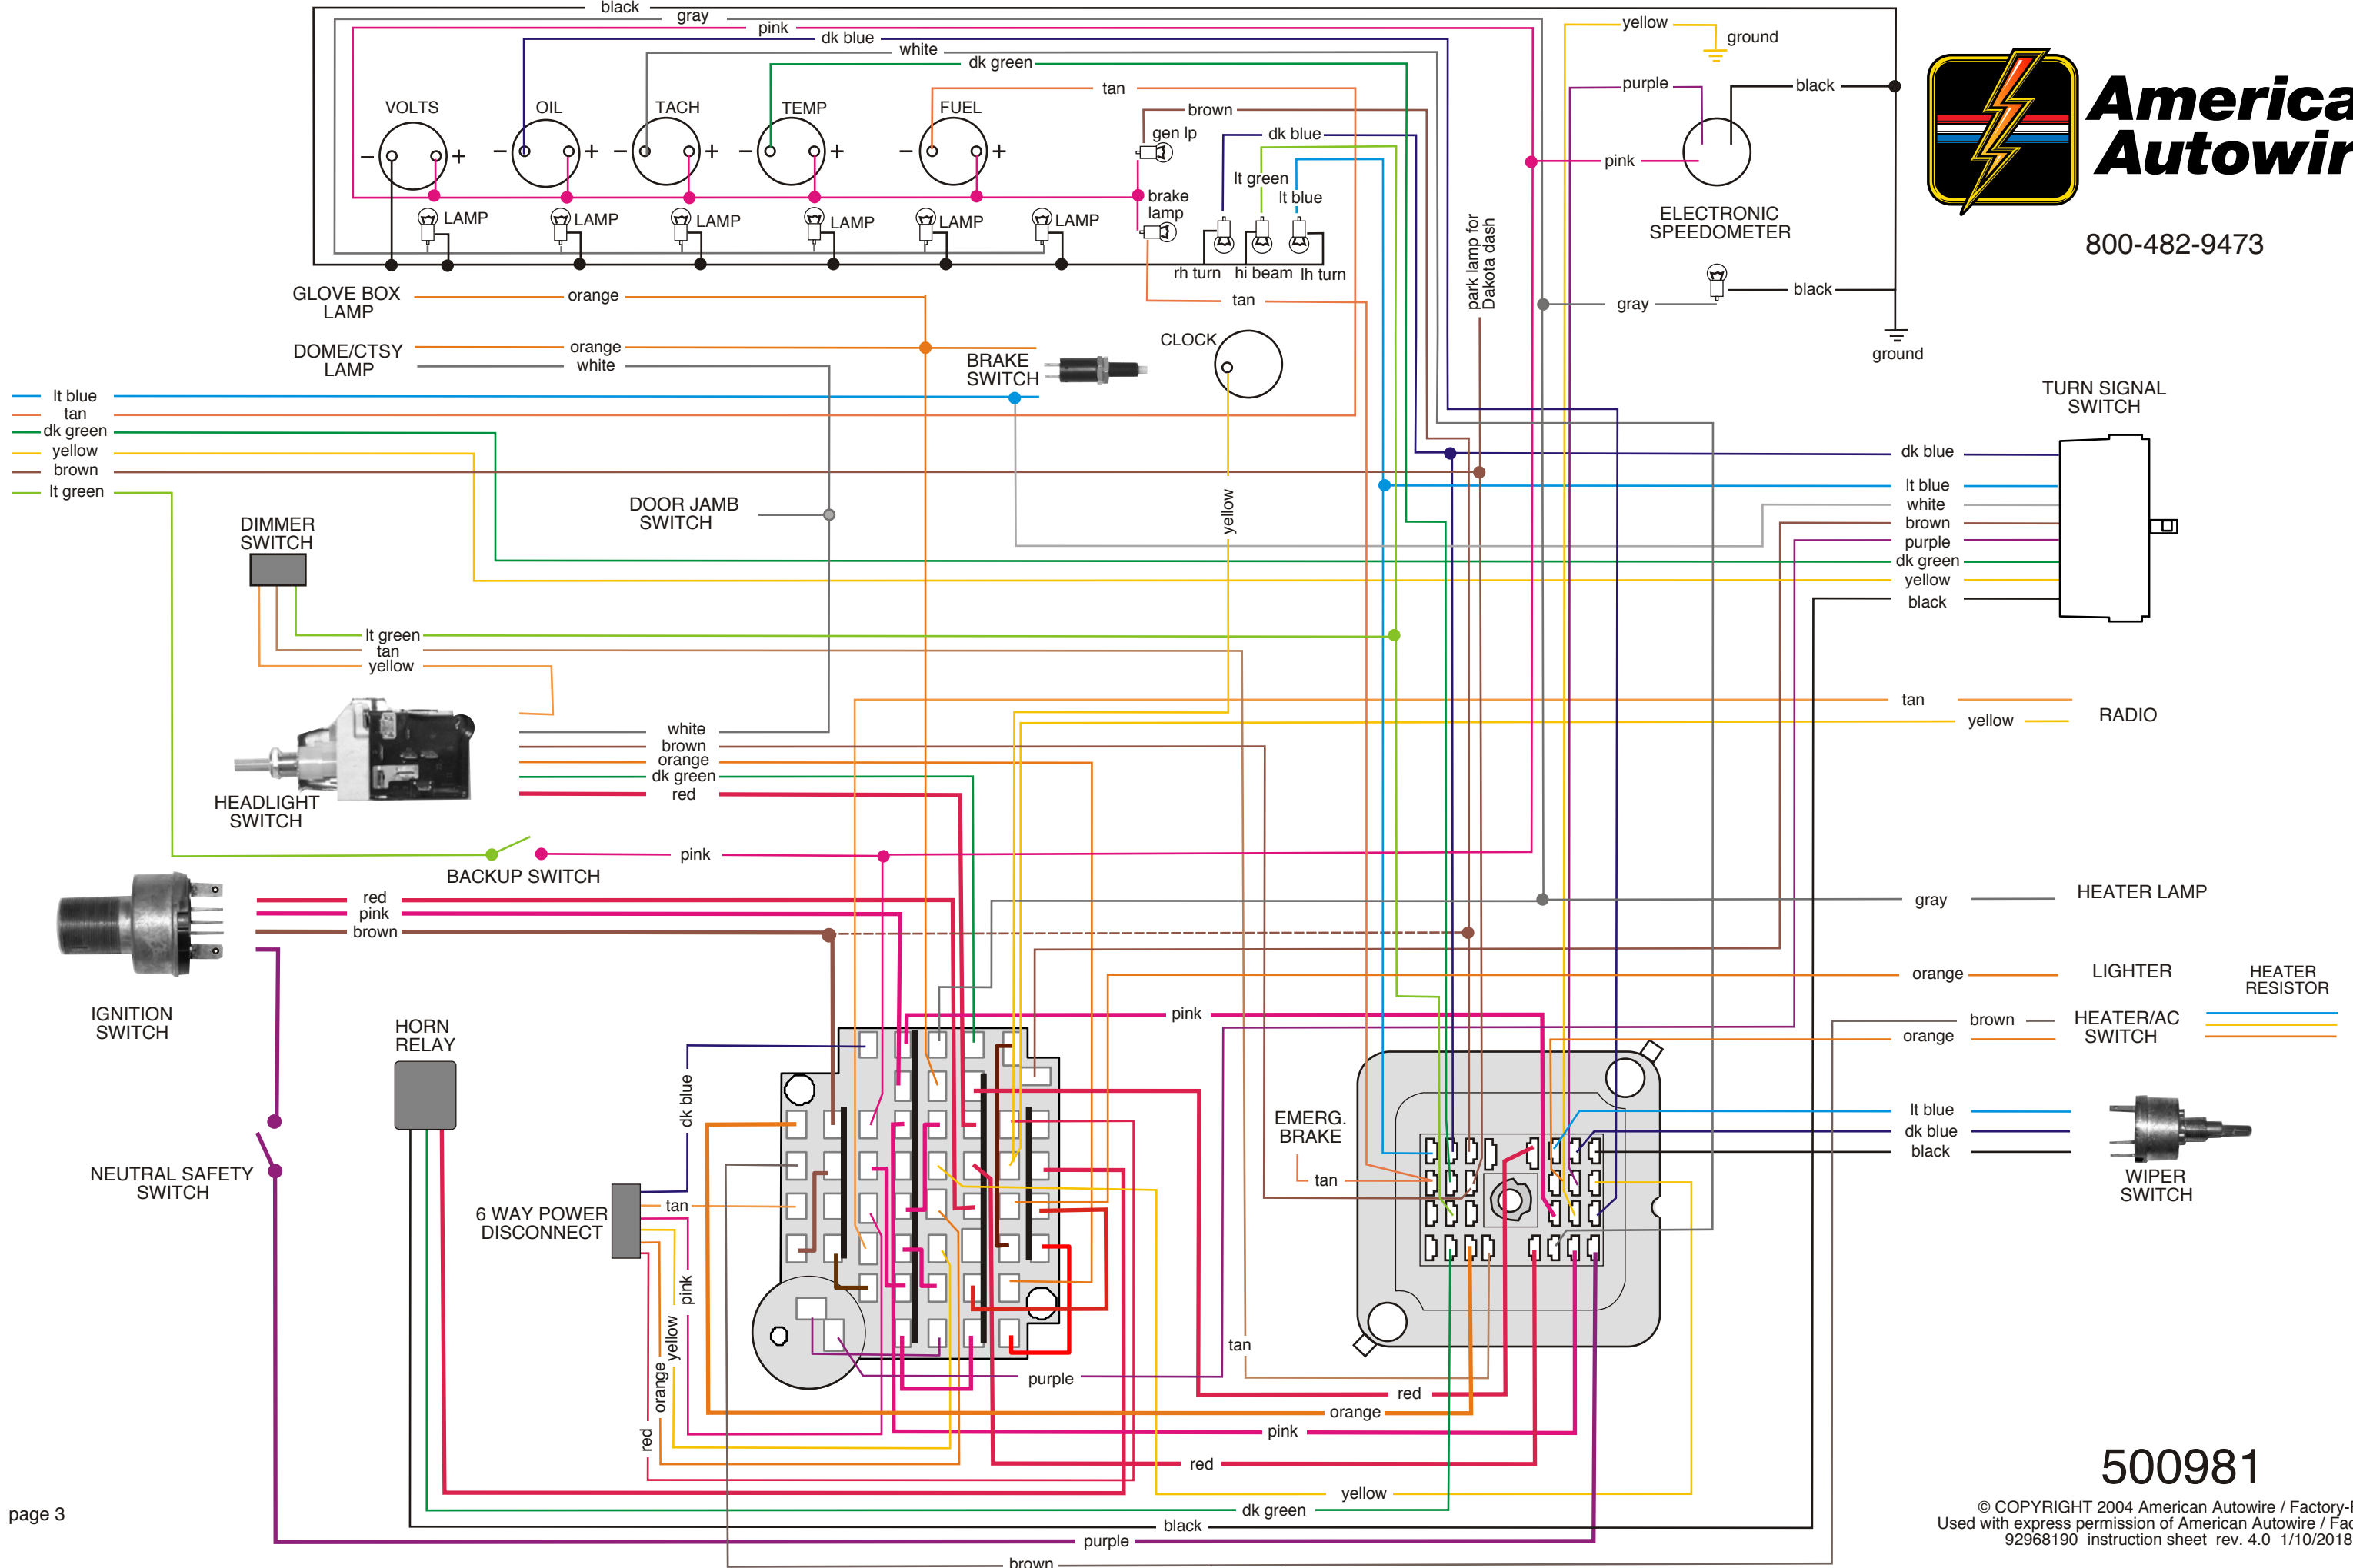 black
gray
pink
dk blue
white
dk green
tan
brown
gen lp
dk blue
lt green
lt blue
VOLTS
OIL
TACH
TEMP
FUEL
− +
− +
− +
− +
− +
brake
lamp
LAMP
LAMP
LAMP
LAMP
LAMP
LAMP
rh turn
hi beam
lh turn
tan
yellow
ground
purple
black
pink
ELECTRONIC
SPEEDOMETER
gray
black
ground
park lamp for
Dakota dash
America
Autowir
800-482-9473
GLOVE BOX
LAMP
orange
DOME/CTSY
LAMP
orange
white
BRAKE
SWITCH
CLOCK
yellow
lt blue
tan
dk green
yellow
brown
lt green
DOOR JAMB
SWITCH
DIMMER
SWITCH
TURN SIGNAL
SWITCH
dk blue
lt blue
white
brown
purple
dk green
yellow
black
lt green
tan
yellow
tan
yellow
RADIO
HEADLIGHT
SWITCH
white
brown
orange
dk green
red
pink
BACKUP SWITCH
red
pink
brown
IGNITION
SWITCH
gray
HEATER LAMP
orange
LIGHTER
HEATER
RESISTOR
brown
orange
HEATER/AC
SWITCH
lt blue
dk blue
black
WIPER
SWITCH
HORN
RELAY
pink
dk blue
EMERG.
BRAKE
tan
NEUTRAL SAFETY
SWITCH
6 WAY POWER
DISCONNECT
tan
pink
yellow
orange
red
tan
purple
red
orange
pink
red
yellow
dk green
black
purple
brown
page 3
500981
© COPYRIGHT 2004 American Autowire / Factory-
Used with express permission of American Autowire / Fac
92968190 instruction sheet rev. 4.0 1/10/2018